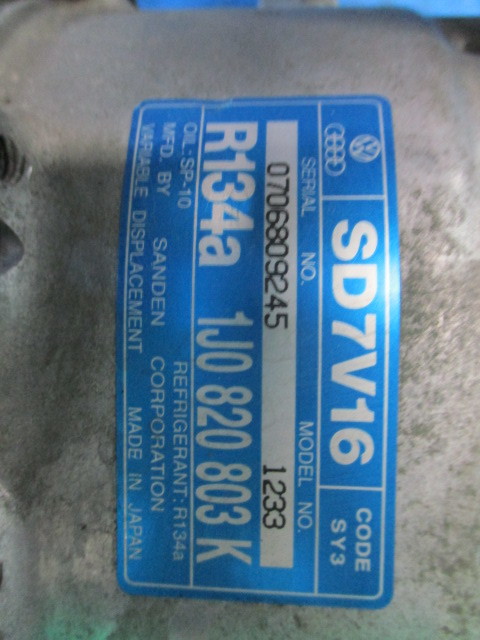 SD7V16 CODE SY3
SERIAL NO. MODEL NO.
0706809245 1233
R134a 1J0 820 803 K
OIL-SP-10 REFRIGERANT: R134a
MFD. BY SANDEN CORPORATION
VARIABLE DISPLACEMENT MADE IN JAPAN